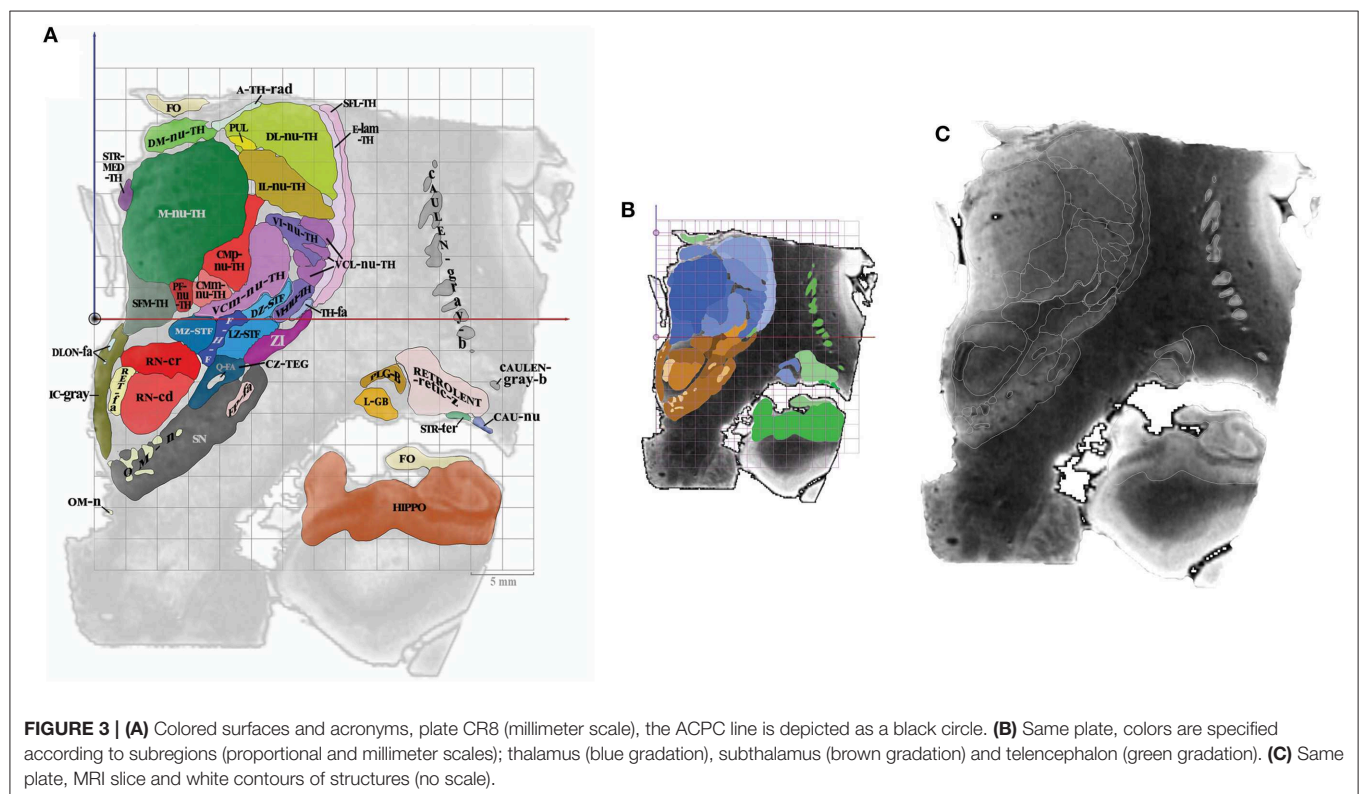 A
A-TH-rad
FO
SFL-TH
DM-nu-TH
PUL
DL-nu-TH
E-lam
-TH
STR-
MED
-TH
IL-nu-TH
M-nu-TH
CAULEN-gray-b
VI-nu-TH
CMp-
nu-TH
VCL-nu-TH
PF-
nu
-TH
CMm-
nu-TH
VCm-nu-TH
SFM-TH
DZ-STF
TH-fa
MZ-STF
F-H-F
LZ-STF
ZI
DLON-fa
RN-cr
Q-FA
CZ-TEG
RET-fa
PLG-B
RETROLENT
-retic-z
CAULEN-
gray-b
IC-gray
RN-cd
L-GB
STR-ter
CAU-nu
SN
OM-n
FO
OM-n
HIPPO
5 mm
B
C
FIGURE 3 | (A) Colored surfaces and acronyms, plate CR8 (millimeter scale), the ACPC line is depicted as a black circle. (B) Same plate, colors are specified
according to subregions (proportional and millimeter scales); thalamus (blue gradation), subthalamus (brown gradation) and telencephalon (green gradation). (C) Same
plate, MRI slice and white contours of structures (no scale).